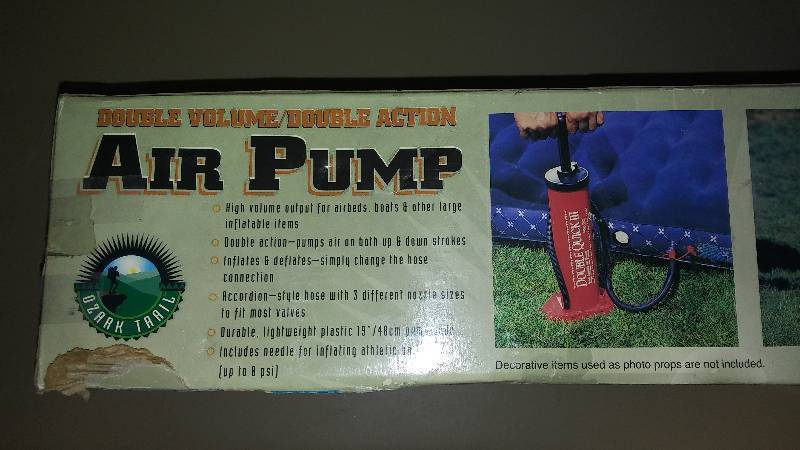 DOUBLE VOLUME/DOUBLE ACTION
AIR PUMP
High volume output for airbeds, boats & other large
inflatable items
Double action—pumps air on both up & down strokes
Inflates & deflates—simply change the hose
connection
Accordion—style hose with 3 different nozzle sizes
to fit most valves
Durable, lightweight plastic 19"/48cm
Includes needle for inflating athletic
(up to 8 psi)
OZARK TRAIL
DOUBLE QUICK III
Decorative items used as photo props are not included.